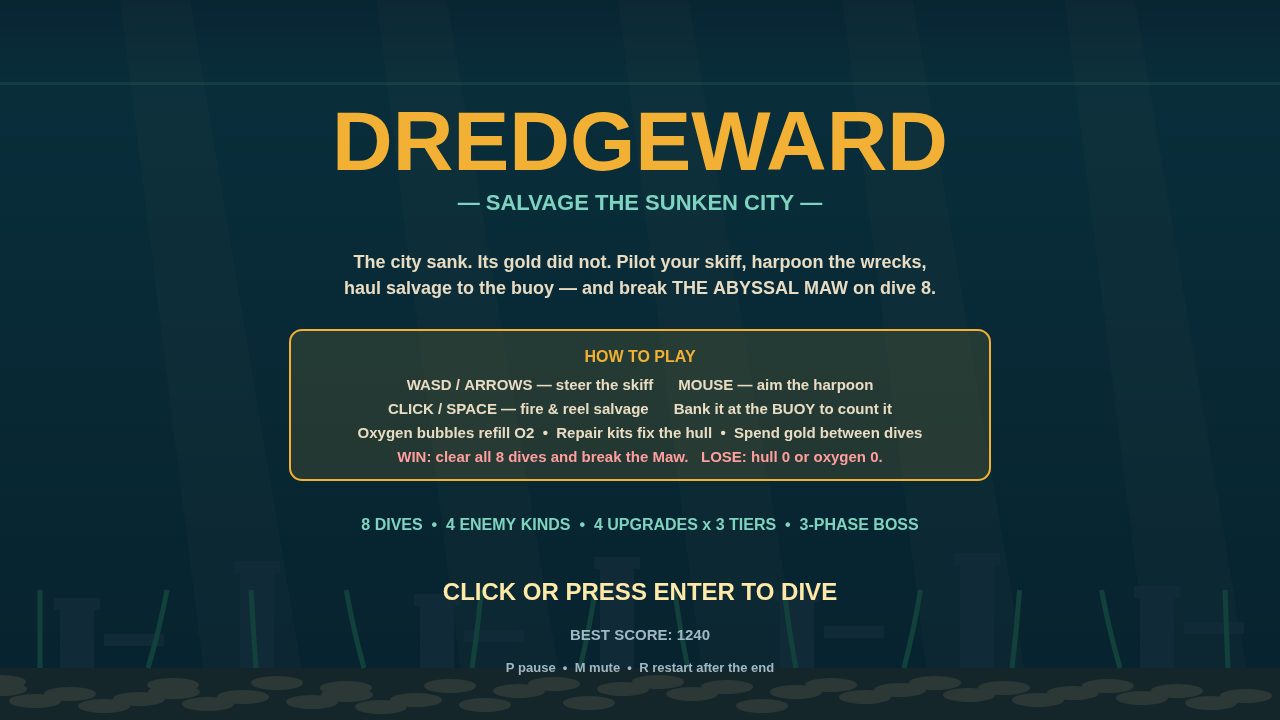 DREDGEWARD
— SALVAGE THE SUNKEN CITY —
The city sank. Its gold did not. Pilot your skiff, harpoon the wrecks,
haul salvage to the buoy — and break THE ABYSSAL MAW on dive 8.
HOW TO PLAY
WASD / ARROWS — steer the skiff MOUSE — aim the harpoon
CLICK / SPACE — fire & reel salvage Bank it at the BUOY to count it
Oxygen bubbles refill O2 • Repair kits fix the hull • Spend gold between dives
WIN: clear all 8 dives and break the Maw. LOSE: hull 0 or oxygen 0.
8 DIVES • 4 ENEMY KINDS • 4 UPGRADES x 3 TIERS • 3-PHASE BOSS
CLICK OR PRESS ENTER TO DIVE
BEST SCORE: 1240
P pause • M mute • R restart after the end